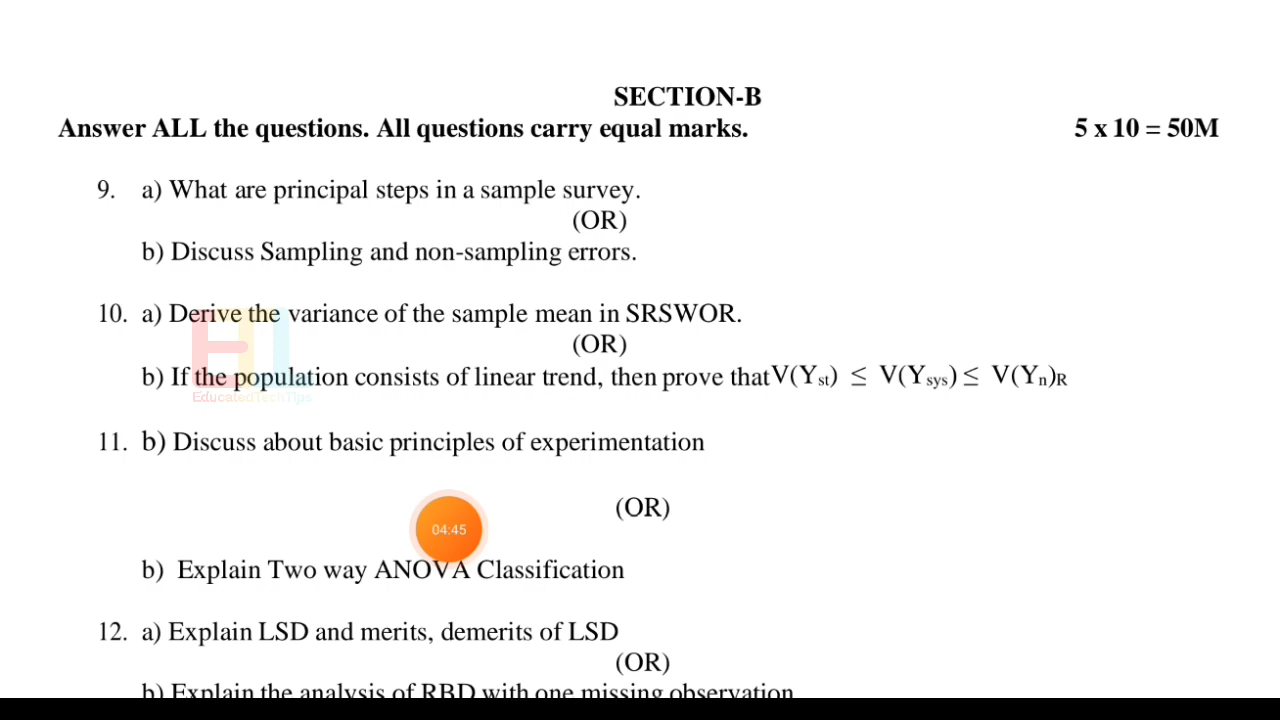 SECTION-B
Answer ALL the questions. All questions carry equal marks. 5 x 10 = 50M
9. a) What are principal steps in a sample survey.
(OR)
b) Discuss Sampling and non-sampling errors.
10. a) Derive the variance of the sample mean in SRSWOR.
(OR)
b) If the population consists of linear trend, then prove that V(Yst) ≤ V(Ysys) ≤ V(Yn)R
EducatedTechTips
11. b) Discuss about basic principles of experimentation
(OR)
04:45
b) Explain Two way ANOVA Classification
12. a) Explain LSD and merits, demerits of LSD
(OR)
b) Explain the analysis of RBD with one missing observation